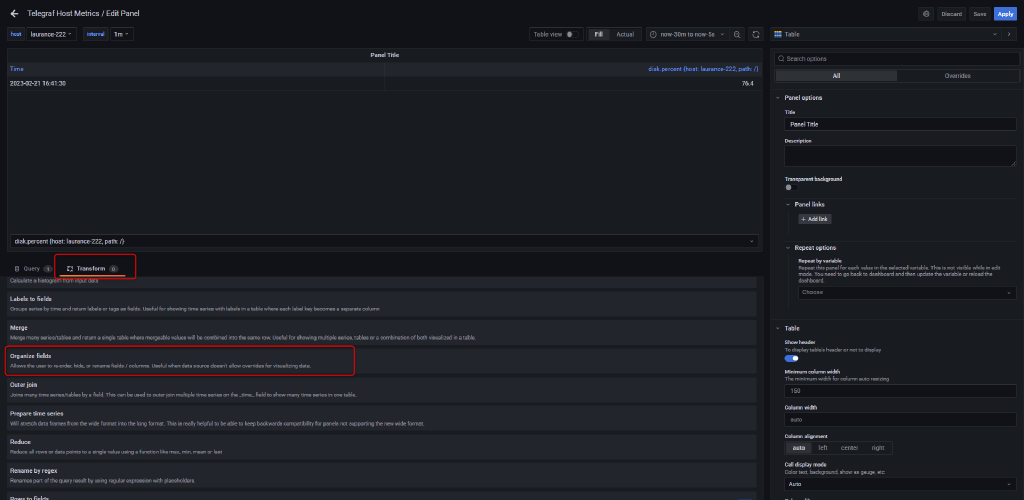 Telegraf Host Metrics / Edit Panel
Discard Save Apply
host laurance-222 interval 1m
Table view Fill Actual now-30m to now-5s
Table
Panel Title
Time disk.percent {host: laurance-222, path: /}
2023-02-21 16:41:30 76.4
disk.percent {host: laurance-222, path: /}
Query 1 Transform 0
Calculate a histogram from input data
Labels to fields
Groups series by time and return labels or tags as fields. Useful for showing time series with labels in a table where each label key becomes a separate column
Merge
Merge many series/tables and return a single table where mergeable values will be combined into the same row. Useful for showing multiple series, tables or a combination of both visualized in a table.
Organize fields
Allows the user to re-order, hide, or rename fields / columns. Useful when data source doesn't allow overrides for visualizing data.
Outer join
Joins many time series/tables by a field. This can be used to outer join multiple time series on the _time_ field to show many time series in one table.
Prepare time series
Will stretch data frames from the wide format into the long format. This is really helpful to be able to keep backwards compatibility for panels not supporting the new wide format.
Reduce
Reduce all rows or data points to a single value using a function like max, min, mean or last
Rename by regex
Renames part of the query result by using regular expression with placeholders.
Rows to fields
Search options
All Overrides
Panel options
Title
Panel Title
Description
Transparent background
Panel links
+ Add link
Repeat options
Repeat by variable
Repeat this panel for each value in the selected variable. This is not visible while in edit
mode. You need to go back to dashboard and then update the variable or reload the
dashboard.
Choose
Table
Show header
To display table's header or not to display
Minimum column width
The minimum width for column auto resizing
150
Column width
auto
Column alignment
auto left center right
Cell display mode
Color text, background, show as gauge, etc
Auto